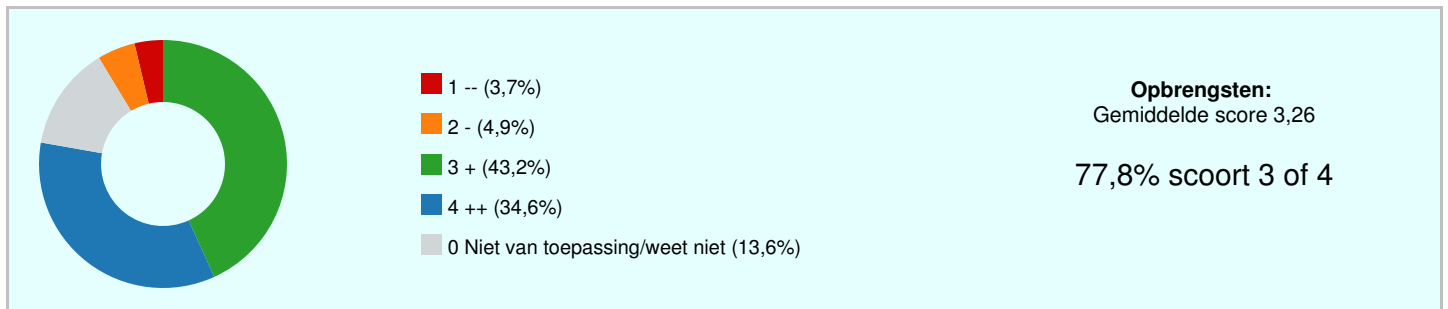 1 -- (3,7%)
2 - (4,9%)
3 + (43,2%)
4 ++ (34,6%)
0 Niet van toepassing/weet niet (13,6%)
Opbrengsten:
Gemiddelde score 3,26
77,8% scoort 3 of 4